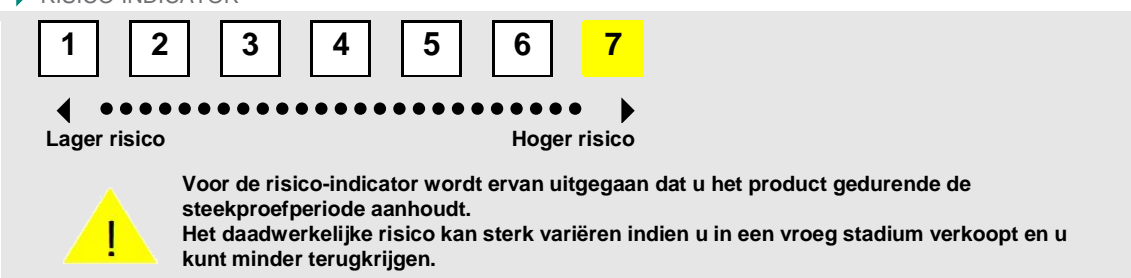 RISICO-INDICATOR
1 2 3 4 5 6 7
Lager risico Hoger risico
Voor de risico-indicator wordt ervan uitgegaan dat u het product gedurende de
steekproefperiode aanhoudt.
Het daadwerkelijke risico kan sterk variëren indien u in een vroeg stadium verkoopt en u
kunt minder terugkrijgen.
!